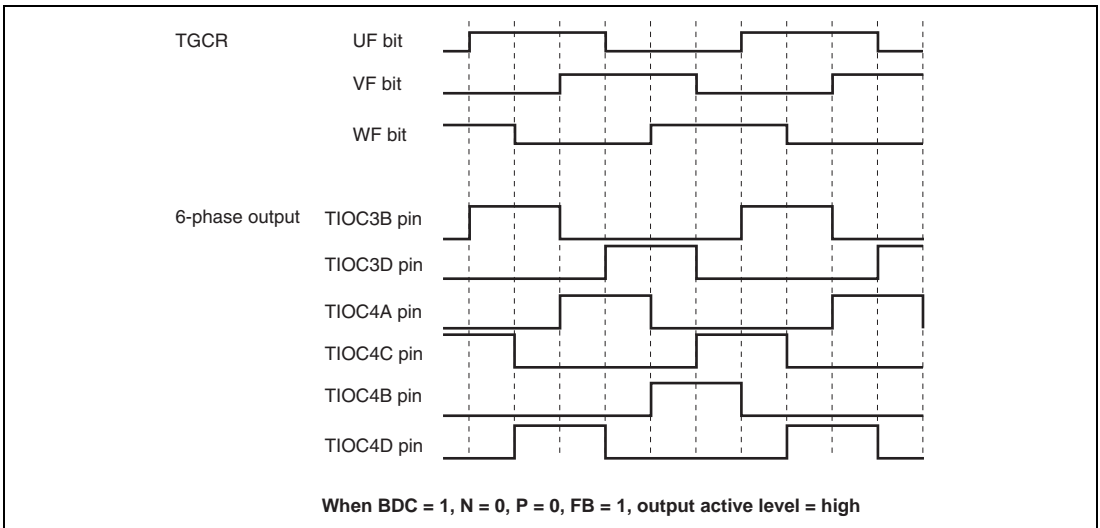 TGCR UF bit
VF bit
WF bit
6-phase output TIOC3B pin
TIOC3D pin
TIOC4A pin
TIOC4C pin
TIOC4B pin
TIOC4D pin
When BDC = 1, N = 0, P = 0, FB = 1, output active level = high